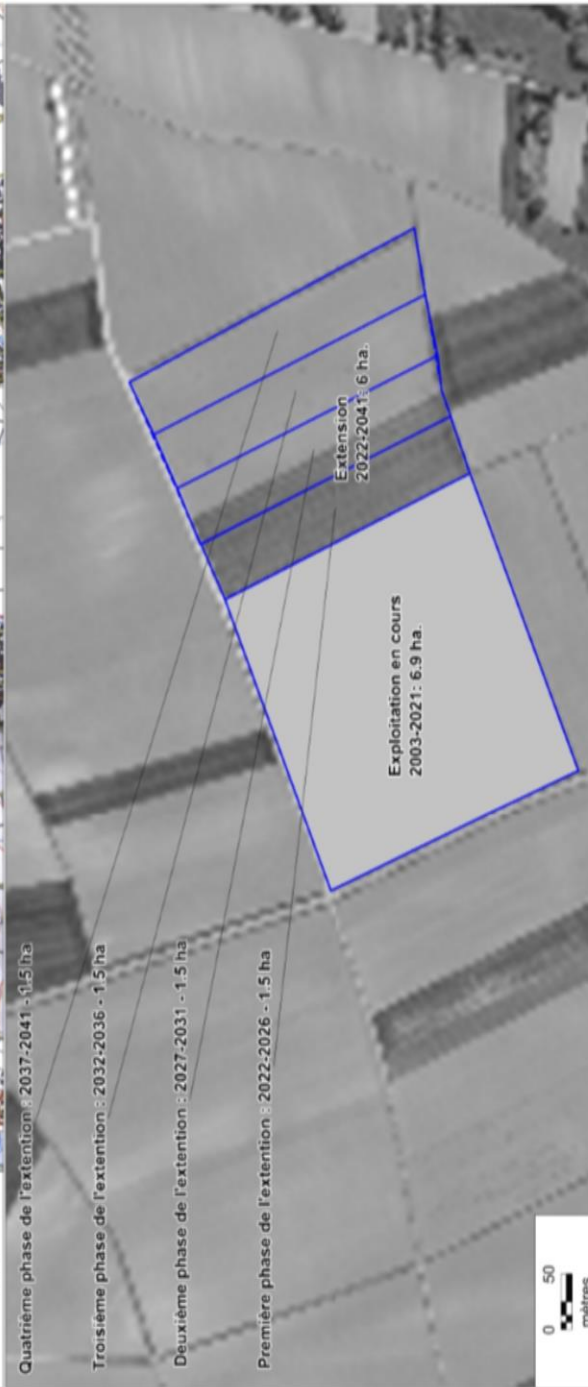 Quatrième phase de l'extention : 2037-2041 - 1.5 ha
Troisième phase de l'extention : 2032-2036 - 1.5 ha
Deuxième phase de l'extention : 2027-2031 - 1.5 ha
Première phase de l'extention : 2022-2026 - 1.5 ha
Extension
2022-2041: 6 ha.
Exploitation en cours
2003-2021: 6.9 ha.
0 50
mètres